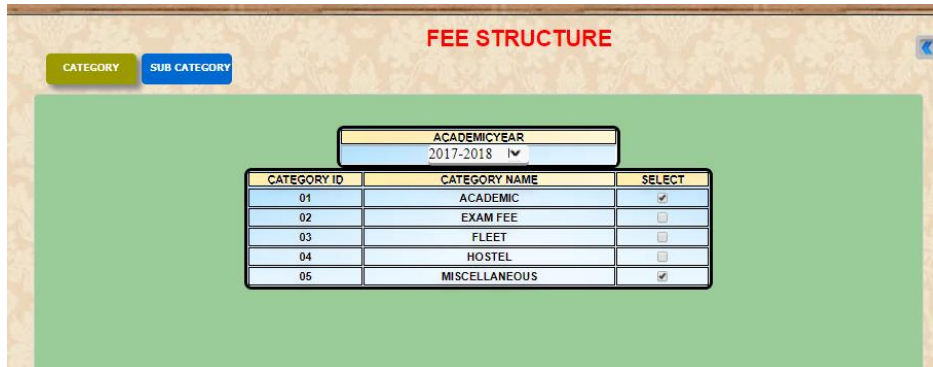 FEE STRUCTURE
CATEGORY SUB CATEGORY
ACADEMICYEAR
2017-2018
CATEGORY ID CATEGORY NAME SELECT
01 ACADEMIC
02 EXAM FEE
03 FLEET
04 HOSTEL
05 MISCELLANEOUS